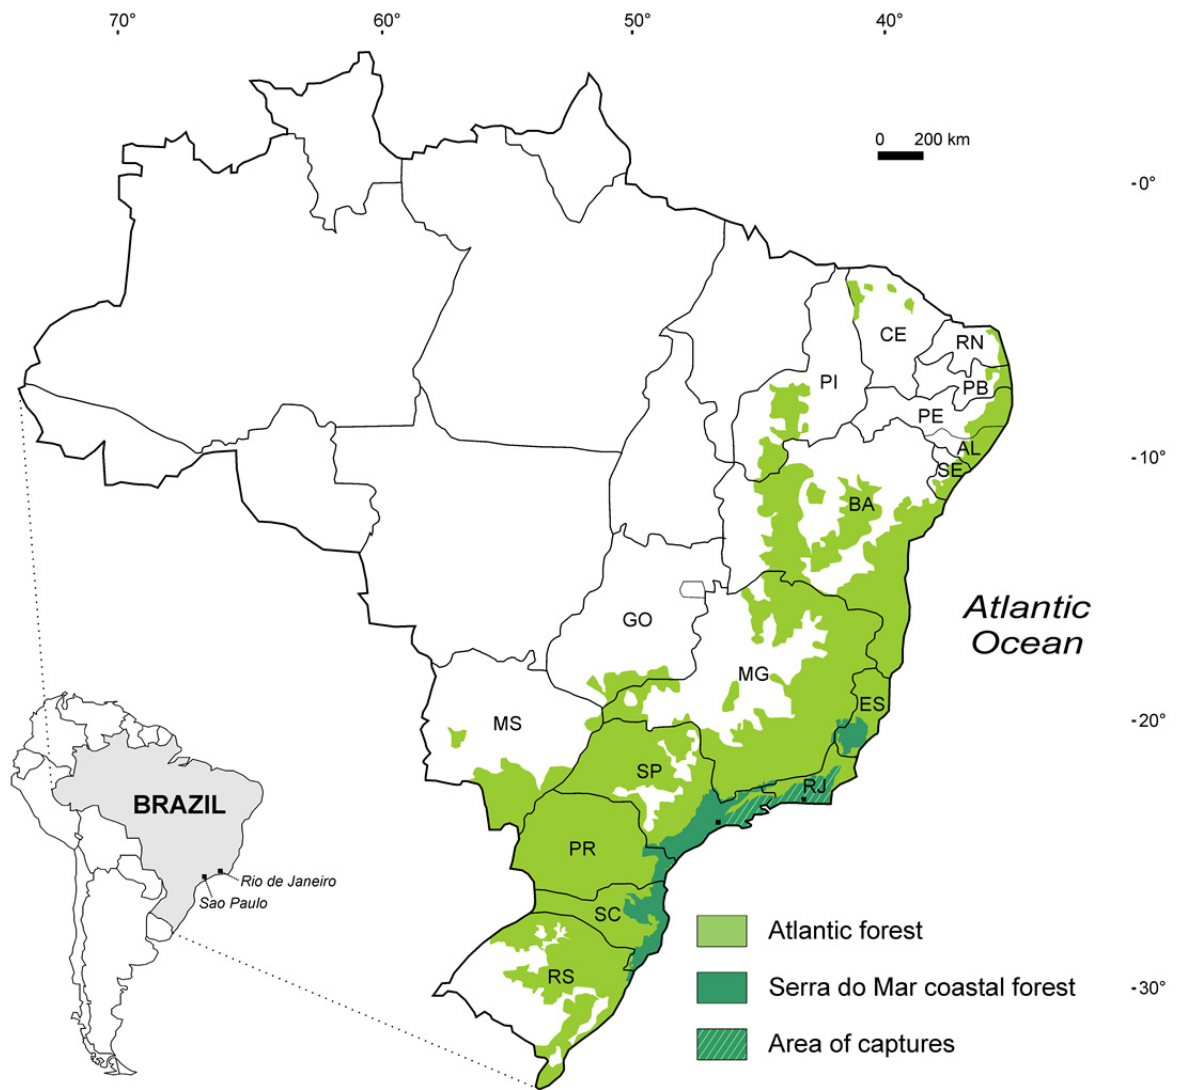 70°
60°
50°
40°
0 200 km
-0°
CE
RN
PI
PB
PE
AL
-10°
SE
BA
Atlantic
Ocean
GO
MG
ES
MS
-20°
SP
RJ
BRAZIL
PR
Rio de Janeiro
Sao Paulo
SC
Atlantic forest
RS
Serra do Mar coastal forest
-30°
Area of captures